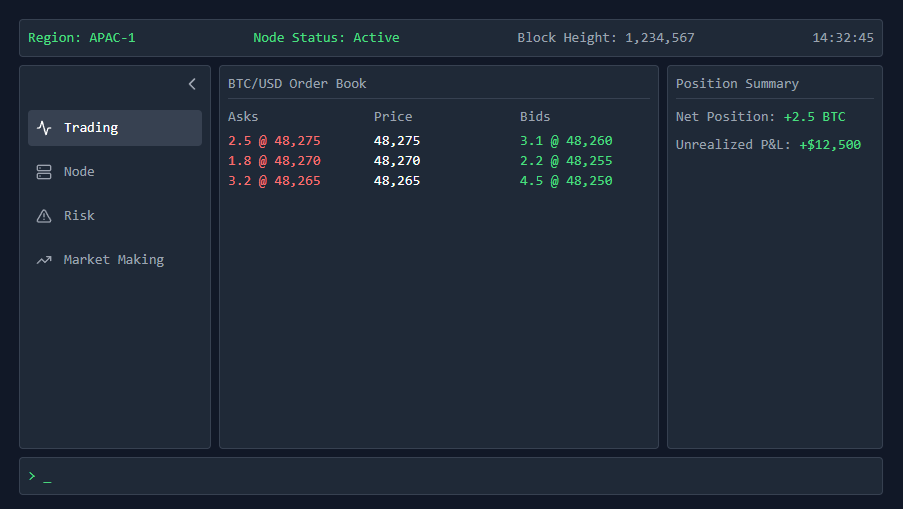 Region: APAC-1 Node Status: Active Block Height: 1,234,567 14:32:45
Trading
Node
Risk
Market Making
BTC/USD Order Book
Asks Price Bids
2.5 @ 48,275 48,275 3.1 @ 48,260
1.8 @ 48,270 48,270 2.2 @ 48,255
3.2 @ 48,265 48,265 4.5 @ 48,250
Position Summary
Net Position: +2.5 BTC
Unrealized P&L: +$12,500
> _